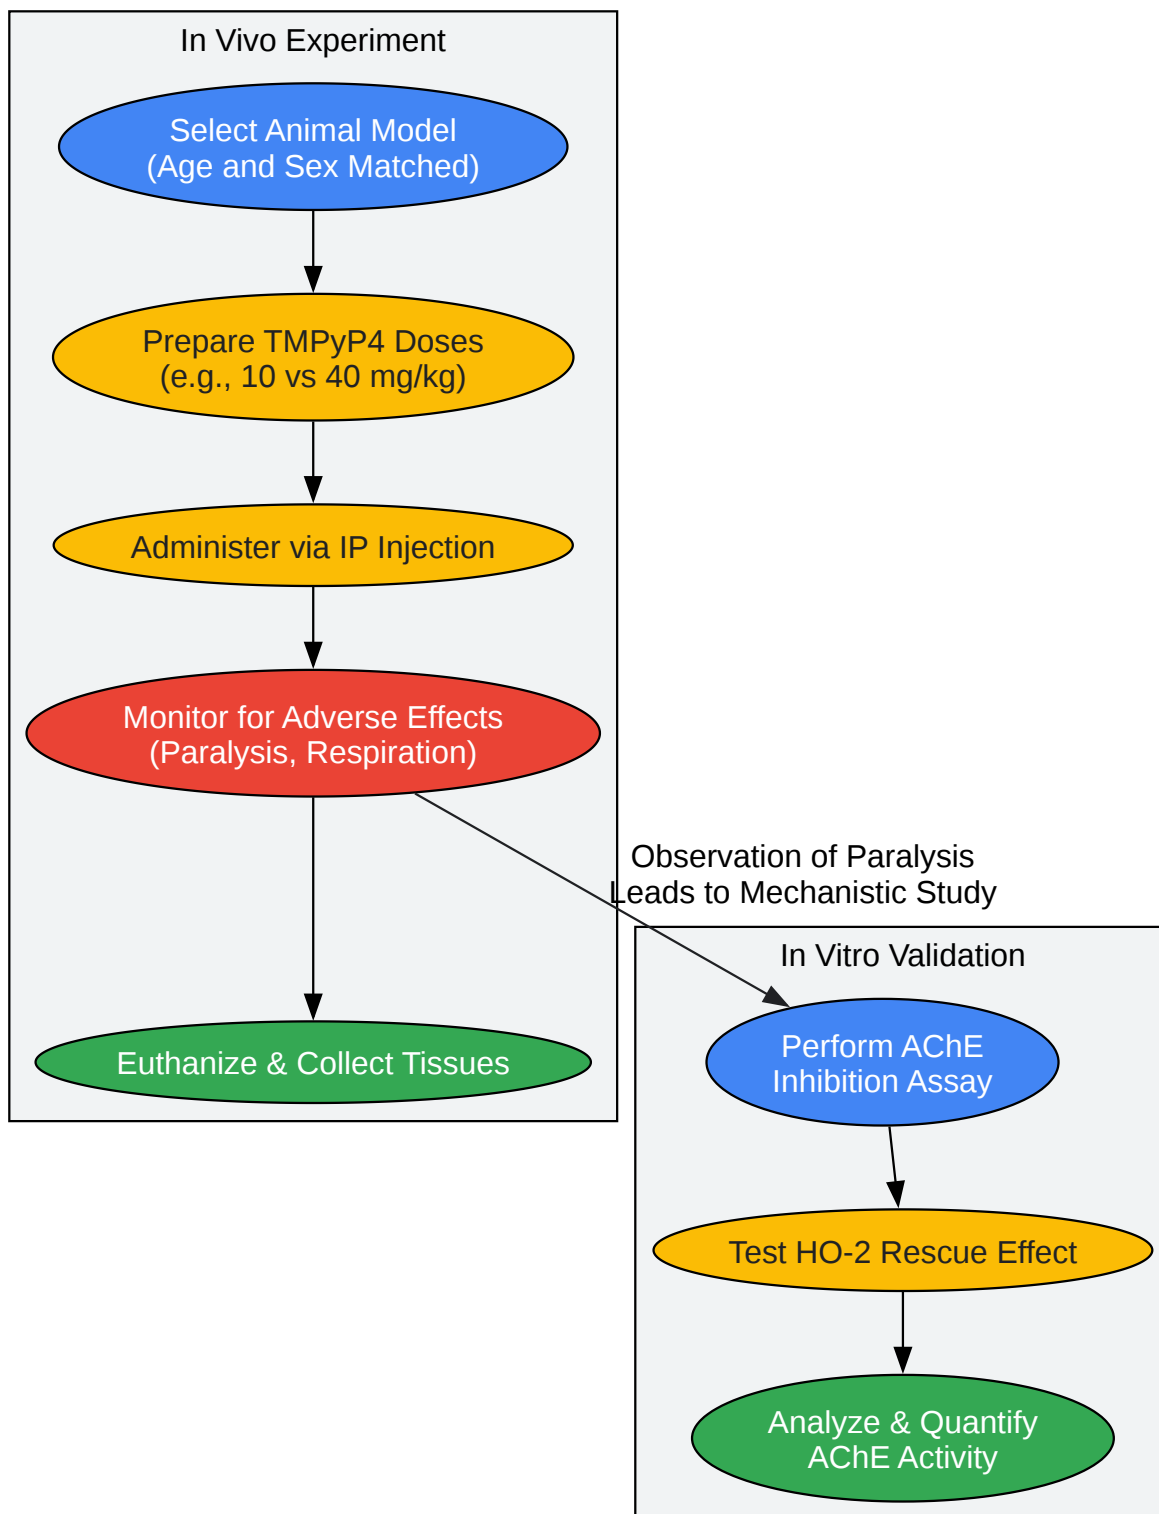 In Vivo Experiment
Select Animal Model
(Age and Sex Matched)
Prepare TMPyP4 Doses
(e.g., 10 vs 40 mg/kg)
Administer via IP Injection
Monitor for Adverse Effects
(Paralysis, Respiration)
Observation of Paralysis
Leads to Mechanistic Study
Euthanize & Collect Tissues
In Vitro Validation
Perform AChE
Inhibition Assay
Test HO-2 Rescue Effect
Analyze & Quantify
AChE Activity